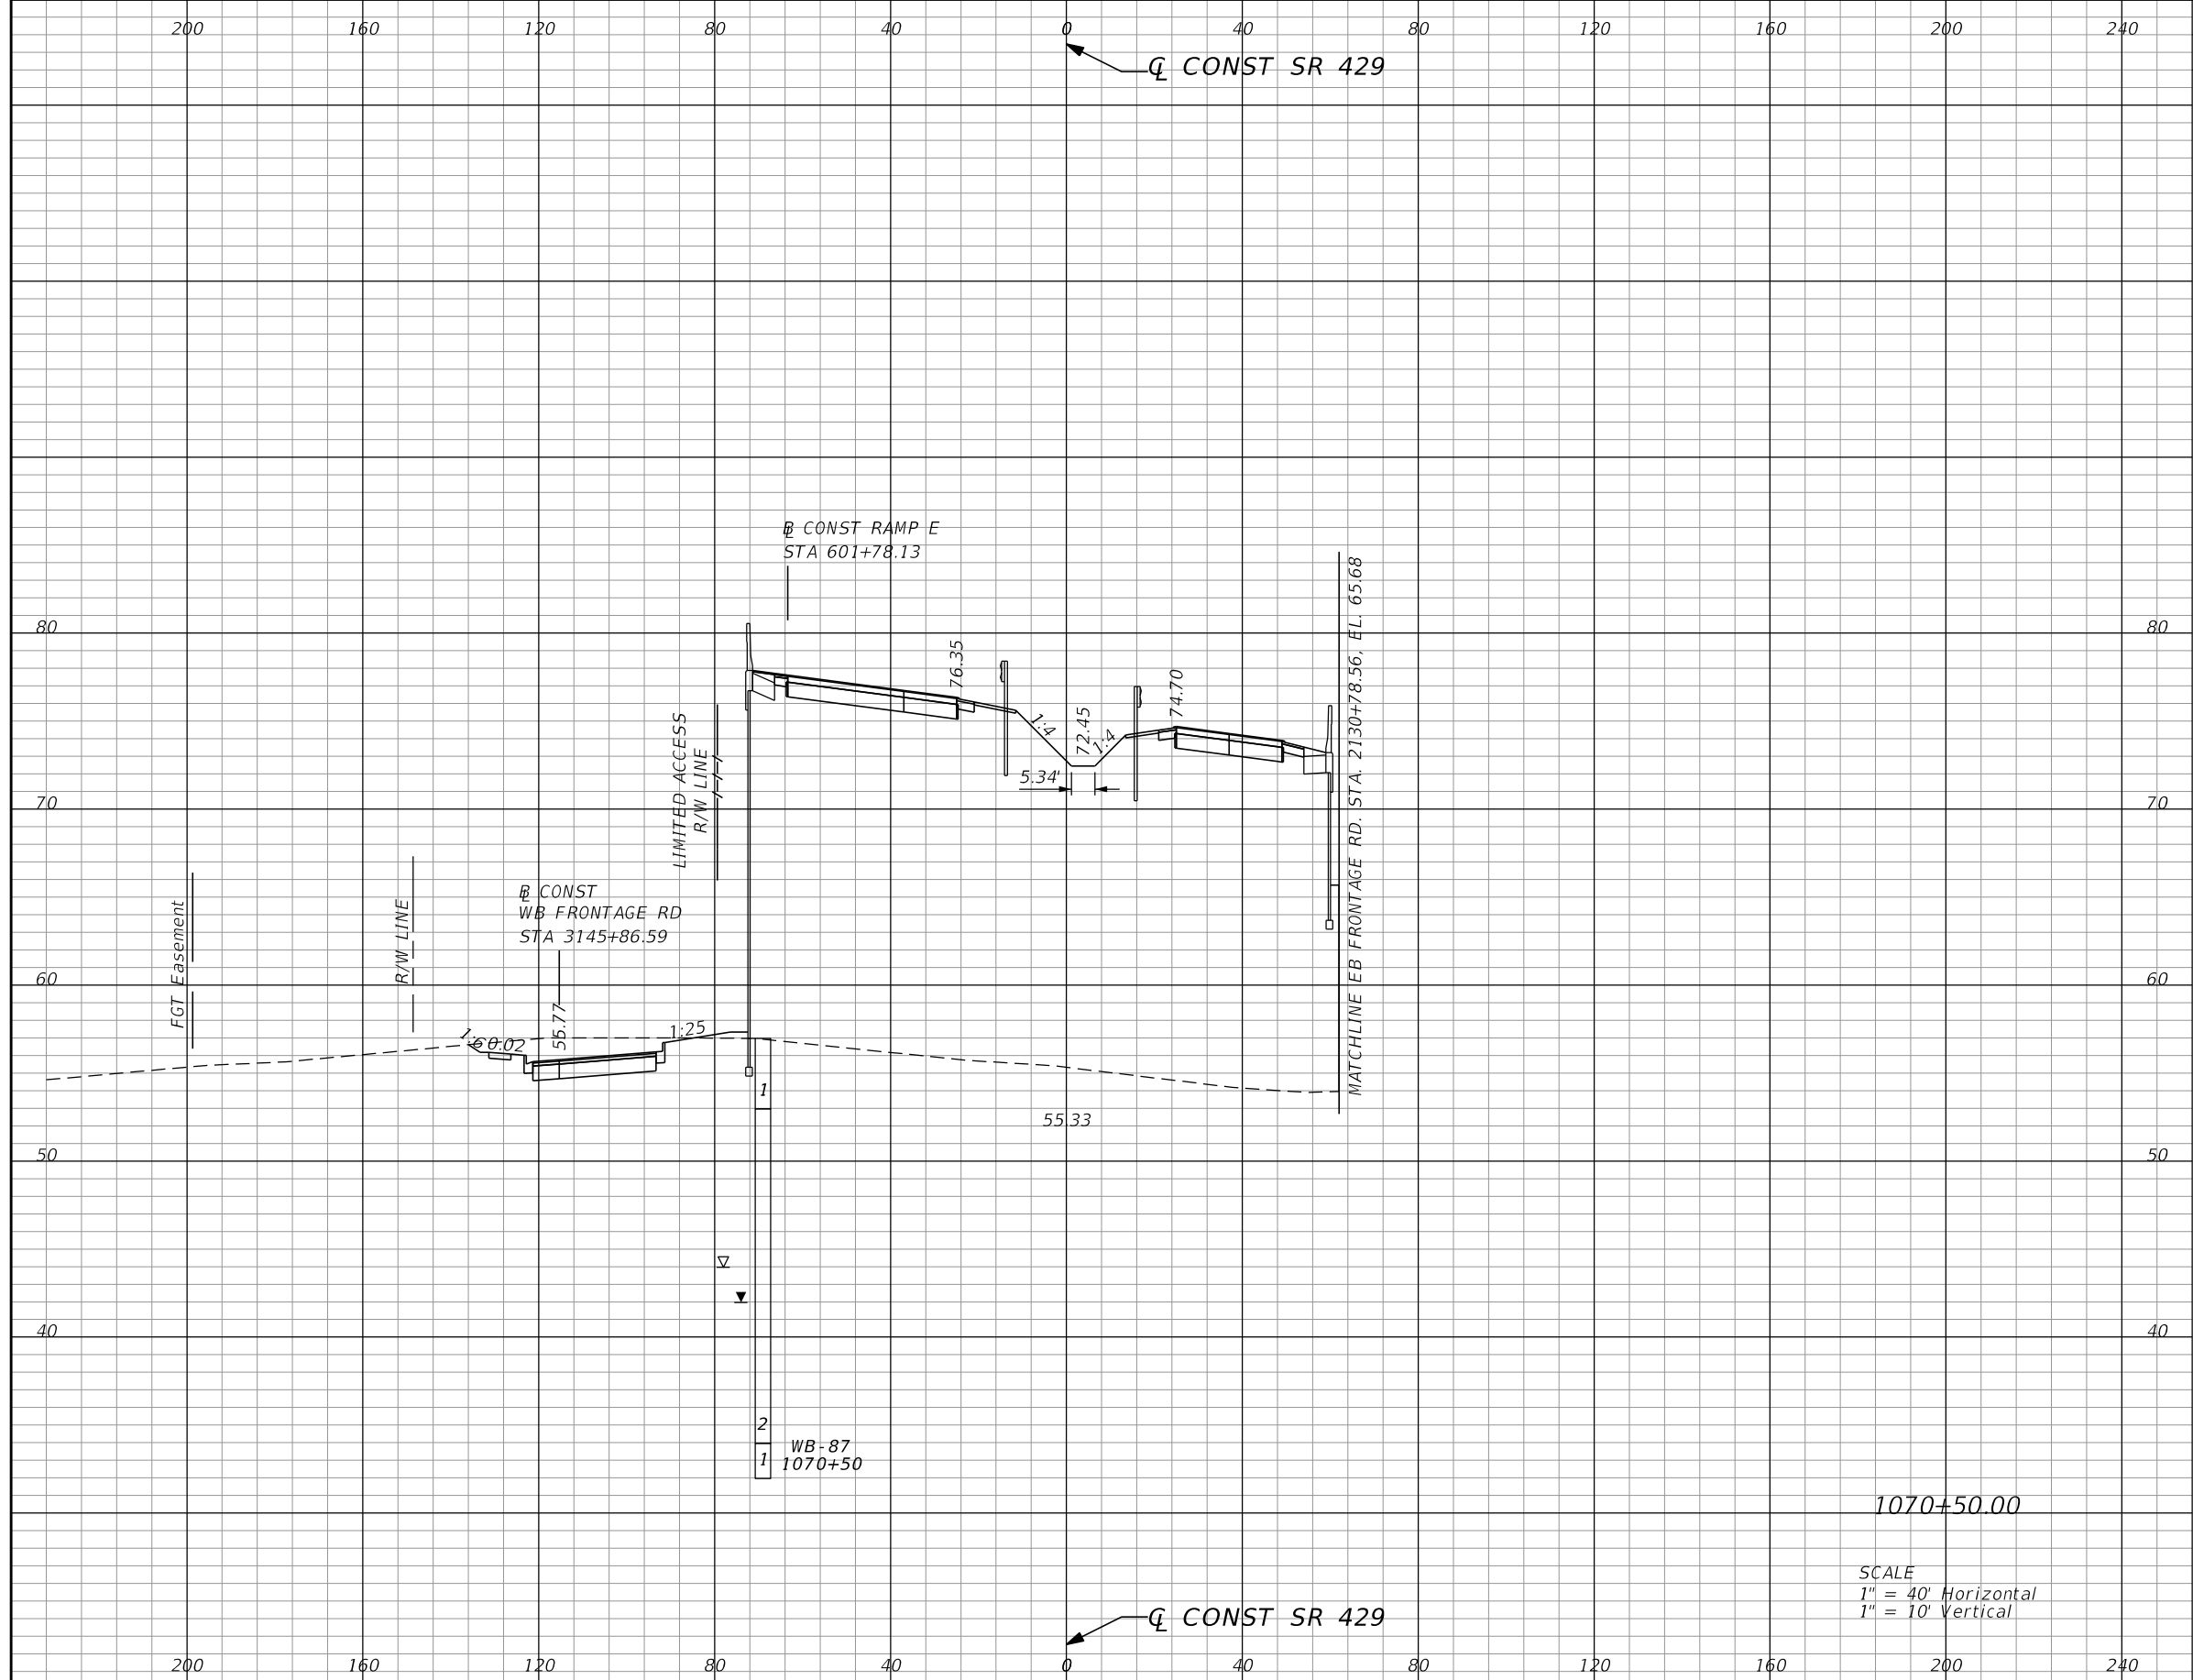 200 160 120 80 40 0 40 80 120 160 200 240
℄ CONST SR 429
B̲L CONST RAMP E
STA 601+78.13
80 80
76.35
74.70
72.45
1:4
1:4
5.34'
MATCHLINE EB FRONTAGE RD. STA. 2130+78.56, EL. 65.68
LIMITED ACCESS
R/W LINE
70 70
BL CONST
WB FRONTAGE RD
STA 3145+86.59
R/W LINE
FGT Easement
60 60
55.77
1:6
0.02
1:25
1
55.33
50 50
40 40
2
1
WB-87
1070+50
1070+50.00
SCALE
1" = 40' Horizontal
1" = 10' Vertical
℄ CONST SR 429
200 160 120 80 40 0 40 80 120 160 200 240